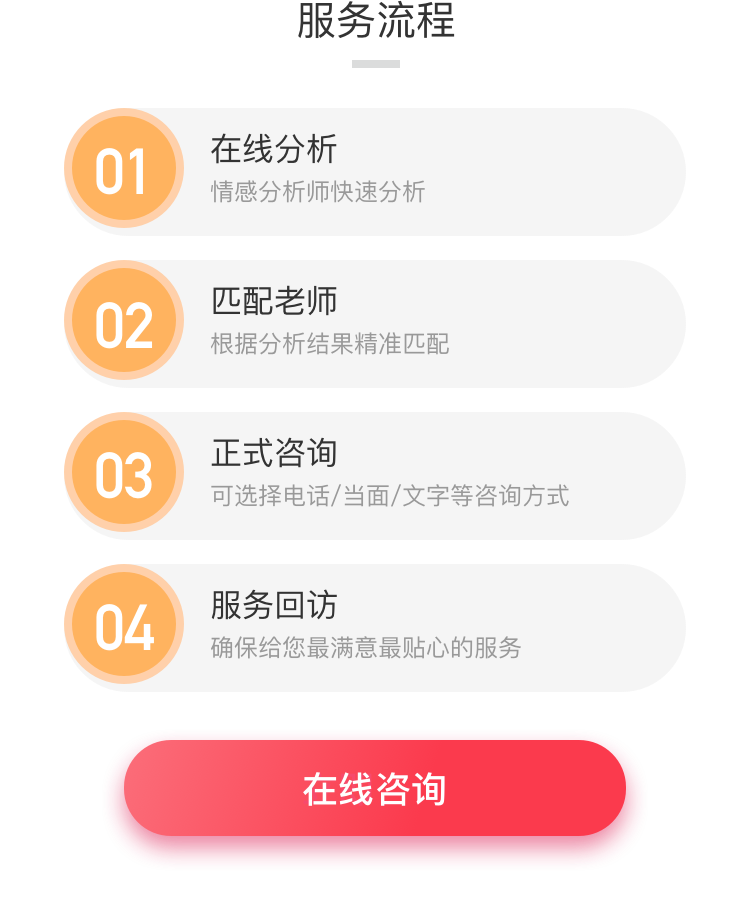 服务流程
01
在线分析
情感分析师快速分析
02
匹配老师
根据分析结果精准匹配
03
正式咨询
可选择电话/当面/文字等咨询方式
04
服务回访
确保给您最满意最贴心的服务
在线咨询